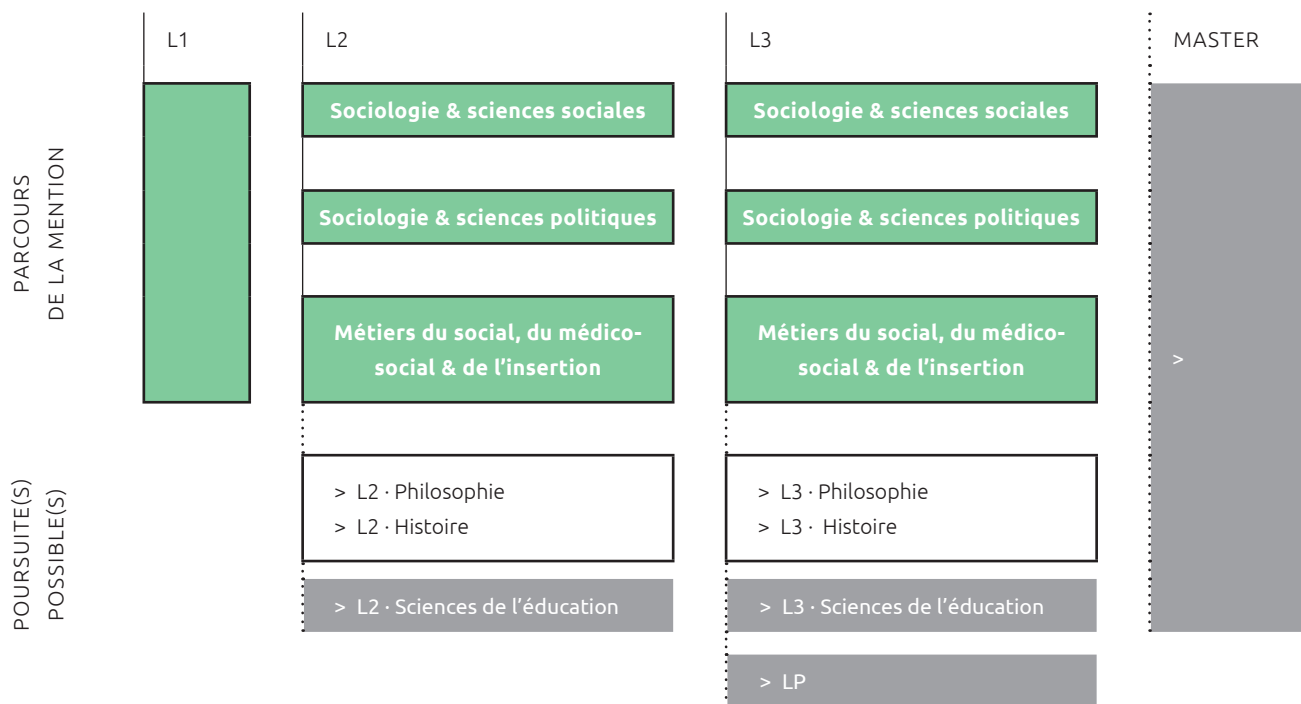 L1
L2
L3
MASTER
PARCOURS
DE LA MENTION
Sociologie & sciences sociales
Sociologie & sciences sociales
Sociologie & sciences politiques
Sociologie & sciences politiques
Métiers du social, du médico-
social & de l’insertion
Métiers du social, du médico-
social & de l’insertion
>
POURSUITE(S)
POSSIBLE(S)
> L2 · Philosophie
> L2 · Histoire
> L3 · Philosophie
> L3 · Histoire
> L2 · Sciences de l’éducation
> L3 · Sciences de l’éducation
> LP